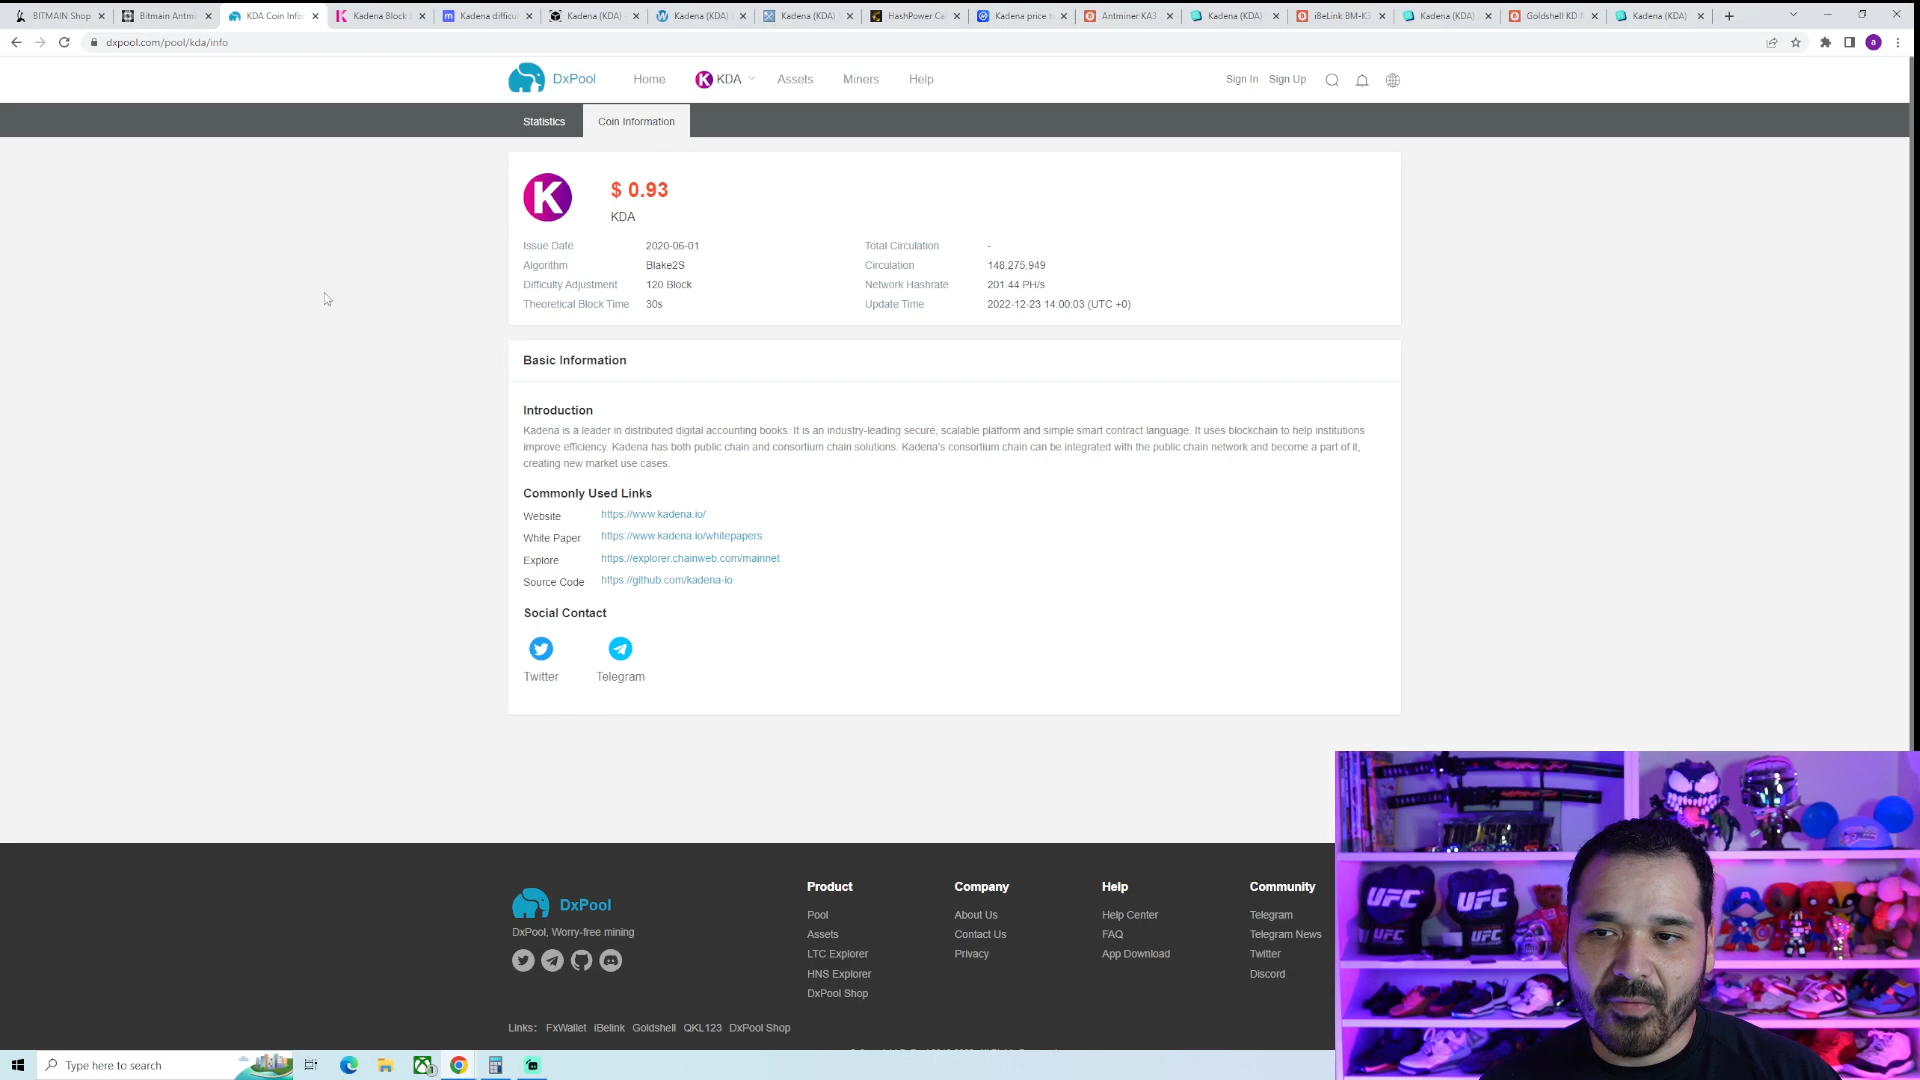 BITMAIN Shop
Bitmain Antmi
KDA Coin Infor
Kadena Block
Kadena difficul
Kadena (KDA) -
Kadena (KDA)
Kadena (KDA)
HashPower Ca
Kadena price t
Antminer KA3
Kadena (KDA)
iBeLink BM-K3
Kadena (KDA)
Goldshell KD
Kadena (KDA)
dxpool.com/pool/kda/info
a
DxPool
Home
K KDA
Assets
Miners
Help
Sign In
Sign Up
Statistics
Coin Information
K
$ 0.93
KDA
Issue Date 2020-06-01
Total Circulation -
Algorithm Blake2S
Circulation 148,275,949
Difficulty Adjustment 120 Block
Network Hashrate 201.44 PH/s
Theoretical Block Time 30s
Update Time 2022-12-23 14:00:03 (UTC +0)
Basic Information
Introduction
Kadena is a leader in distributed digital accounting books. It is an industry-leading secure, scalable platform and simple smart contract language. It uses blockchain to help institutions
improve efficiency. Kadena has both public chain and consortium chain solutions. Kadena's consortium chain can be integrated with the public chain network and become a part of it,
creating new market use cases.
Commonly Used Links
Website https://www.kadena.io/
White Paper https://www.kadena.io/whitepapers
Explore https://explorer.chainweb.com/mainnet
Source Code https://github.com/kadena-io
Social Contact
Twitter
Telegram
DxPool
DxPool, Worry-free mining
Product
Pool
Assets
LTC Explorer
HNS Explorer
DxPool Shop
Company
About Us
Contact Us
Privacy
Help
Help Center
FAQ
App Download
Community
Telegram
Telegram News
Twitter
Discord
Links: FxWallet iBelink Goldshell QKL123 DxPool Shop
UFC
UFC
UFC
UFC
Type here to search